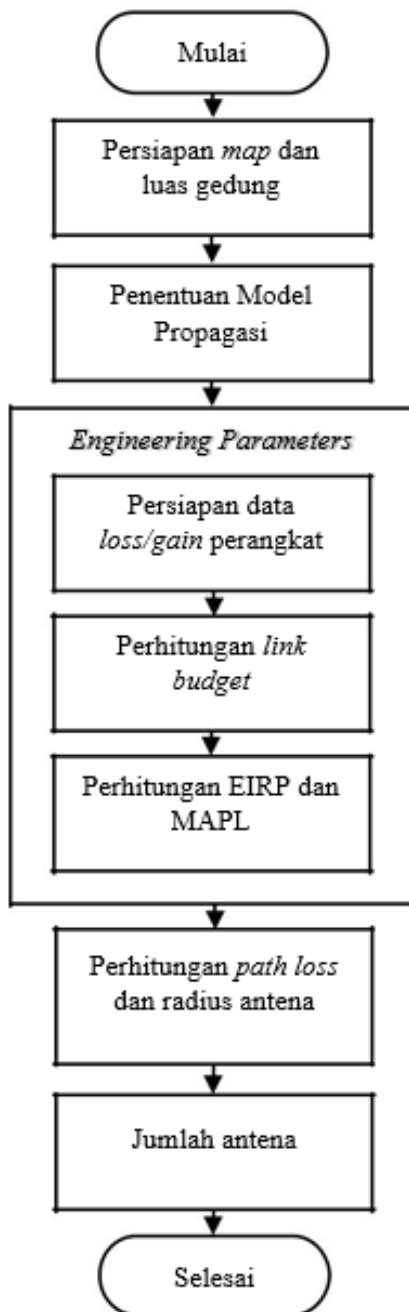 Mulai
Persiapan map dan
luas gedung
Penentuan Model
Propagasi
Engineering Parameters
Persiapan data
loss/gain perangkat
Perhitungan link
budget
Perhitungan EIRP dan
MAPL
Perhitungan path loss
dan radius antena
Jumlah antena
Selesai